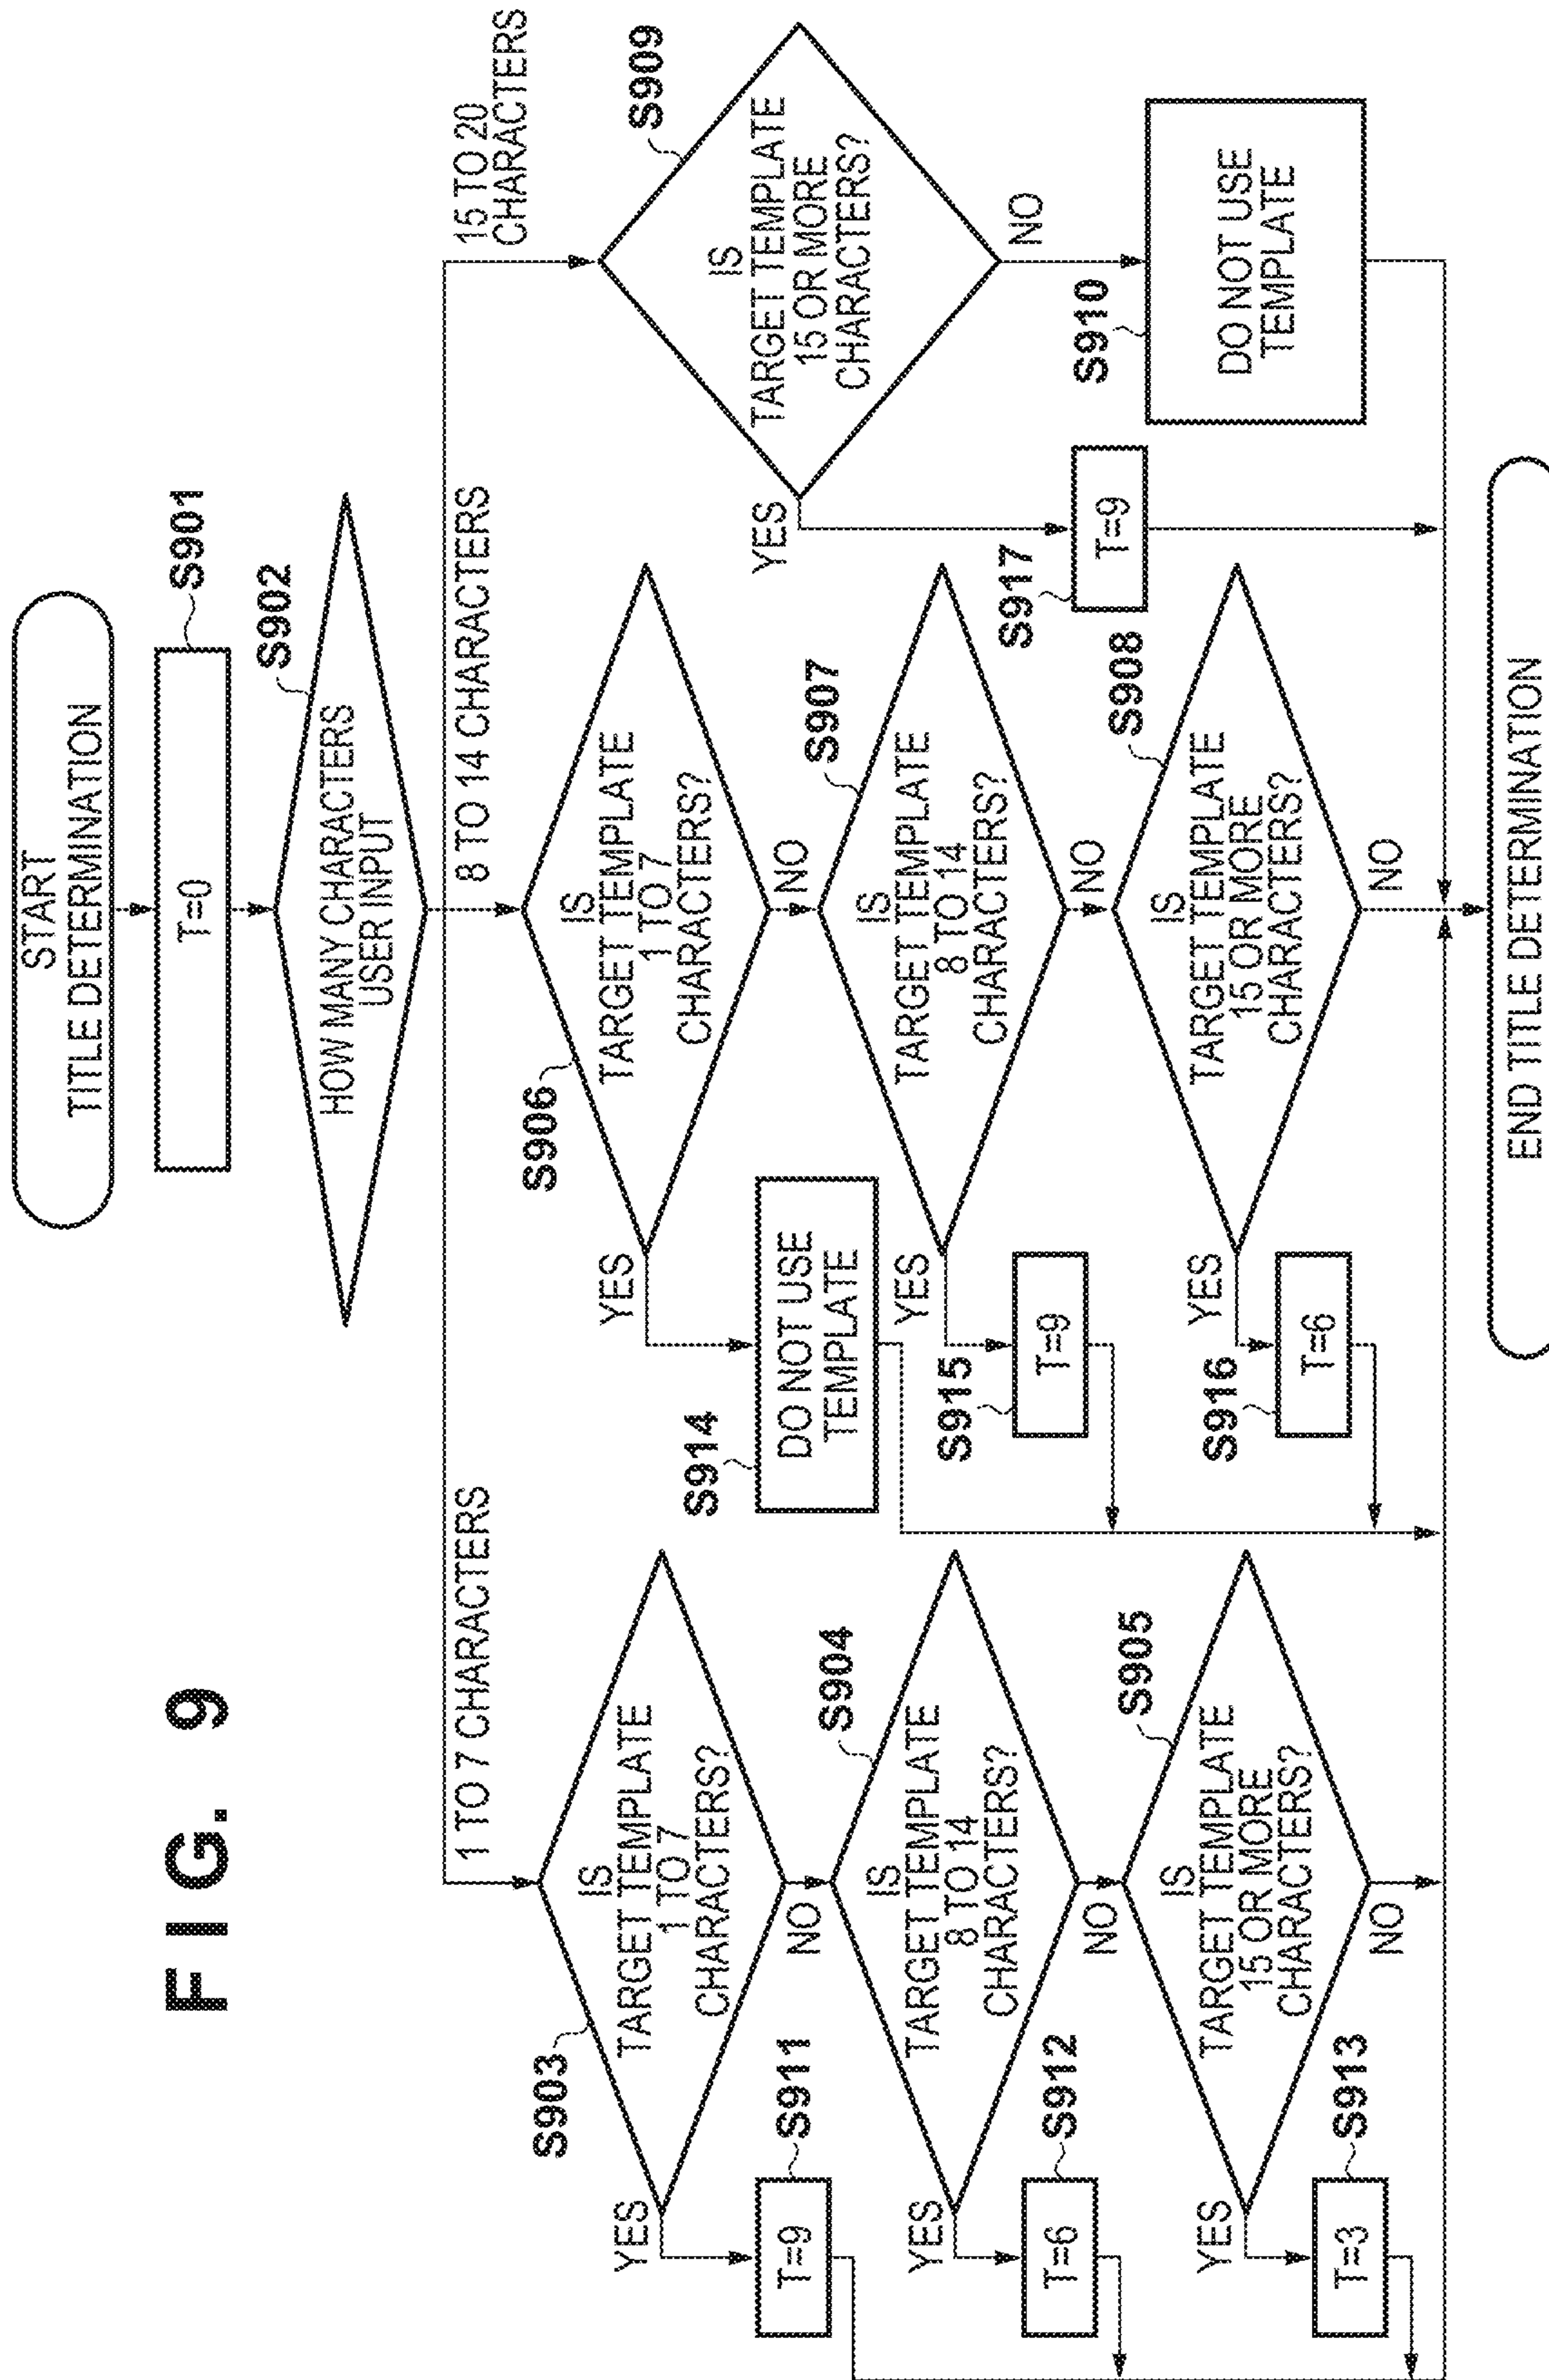 FIG. 9
START
TITLE DETERMINATION
T=0
S901
HOW MANY CHARACTERS
USER INPUT
S902
1 TO 7 CHARACTERS
8 TO 14 CHARACTERS
15 TO 20
CHARACTERS
S903
IS
TARGET TEMPLATE
1 TO 7
CHARACTERS?
YES
NO
T=9
S911
S904
IS
TARGET TEMPLATE
8 TO 14
CHARACTERS?
YES
NO
T=6
S912
S905
IS
TARGET TEMPLATE
15 OR MORE
CHARACTERS?
YES
NO
T=3
S913
S906
IS
TARGET TEMPLATE
1 TO 7
CHARACTERS?
YES
NO
S914
DO NOT USE
TEMPLATE
S907
IS
TARGET TEMPLATE
8 TO 14
CHARACTERS?
YES
NO
S915
T=9
S908
IS
TARGET TEMPLATE
15 OR MORE
CHARACTERS?
YES
NO
S916
T=6
S909
IS
TARGET TEMPLATE
15 OR MORE
CHARACTERS?
YES
NO
S917
T=9
S910
DO NOT USE
TEMPLATE
END TITLE DETERMINATION